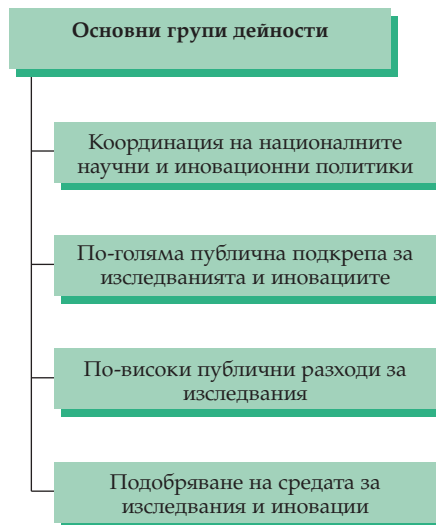 Основни групи дейности
Координация на националните
научни и иновационни политики
По-голяма публична подкрепа за
изследванията и иновациите
По-високи публични разходи за
изследвания
Подобряване на средата за
изследвания и иновации